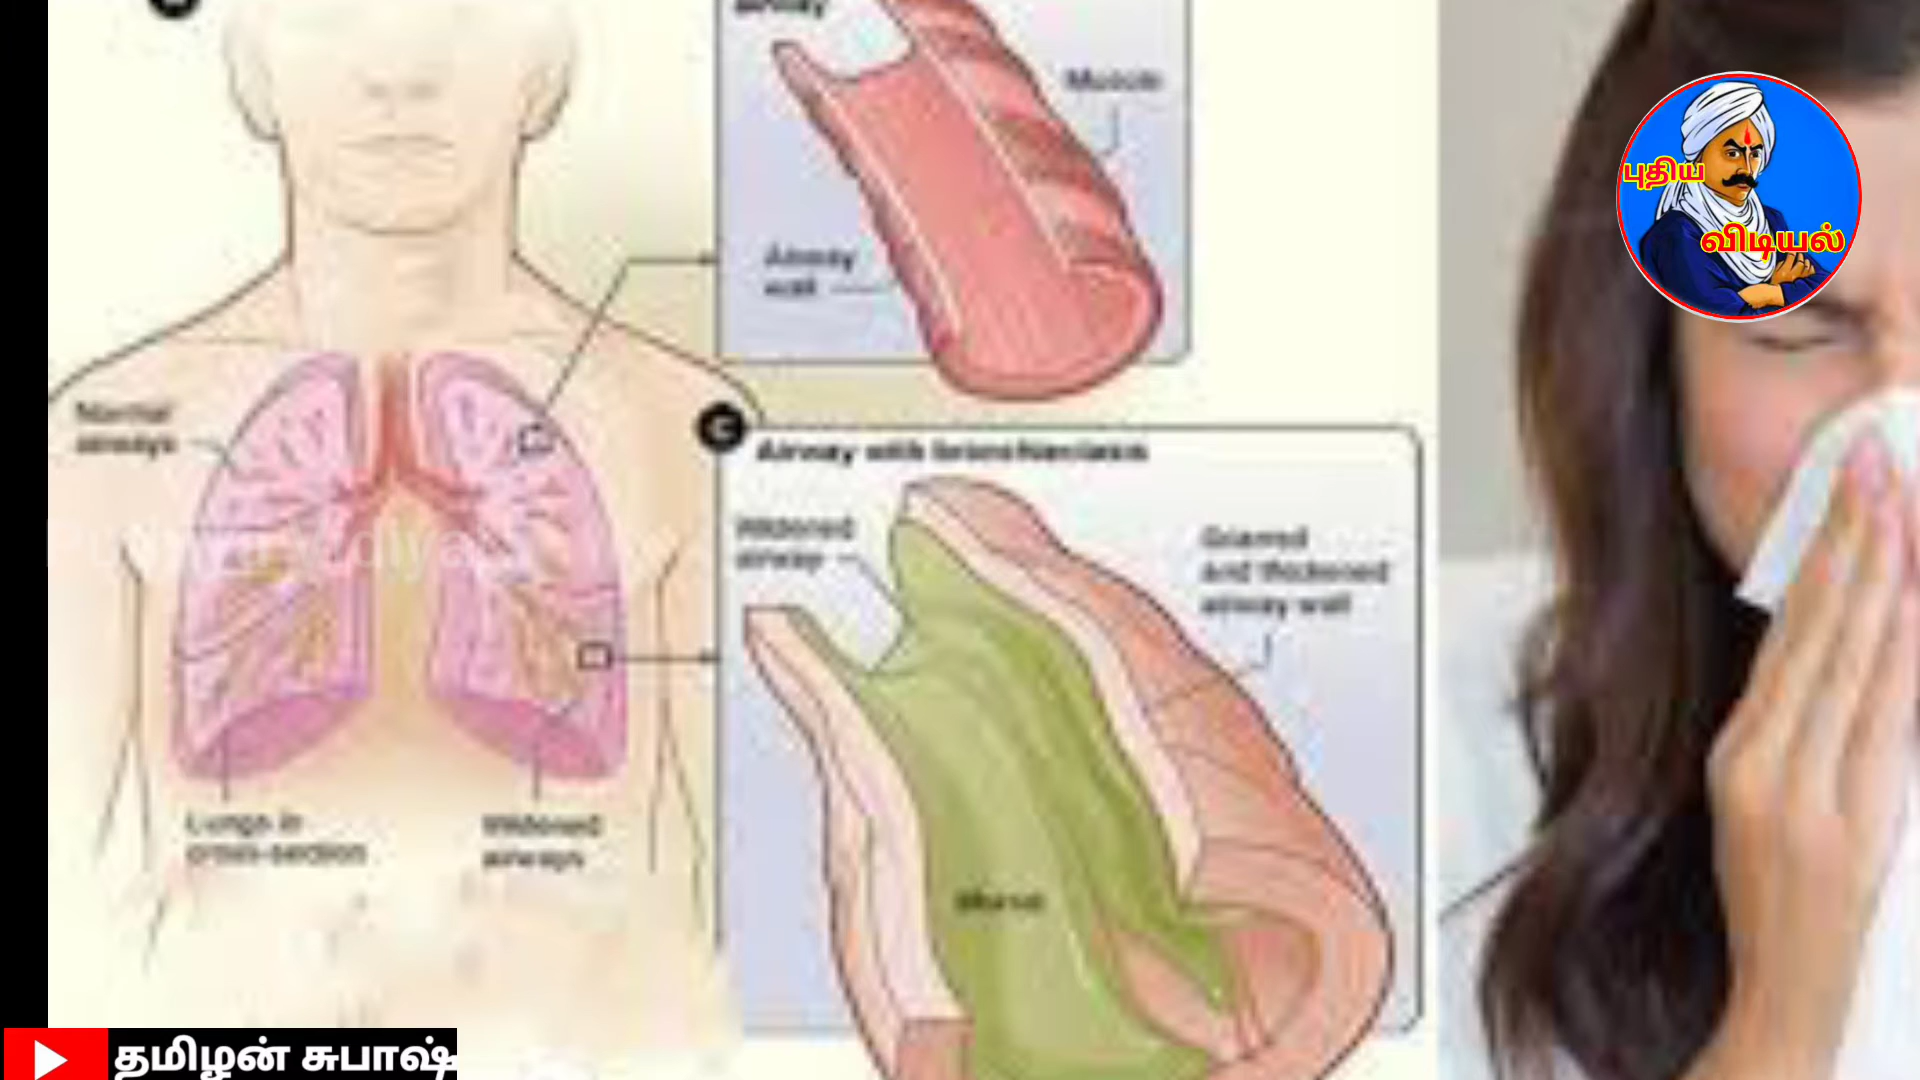 airway
Muscle
Airway
wall
புதிய
விடியல்
Normal
airways
C
Airway with bronchiectasis
Widened
airway
and thickened
airway wall
Lungs in
cross-section
Widened
airways
Mucus
தமிழன் சுபாஷ்